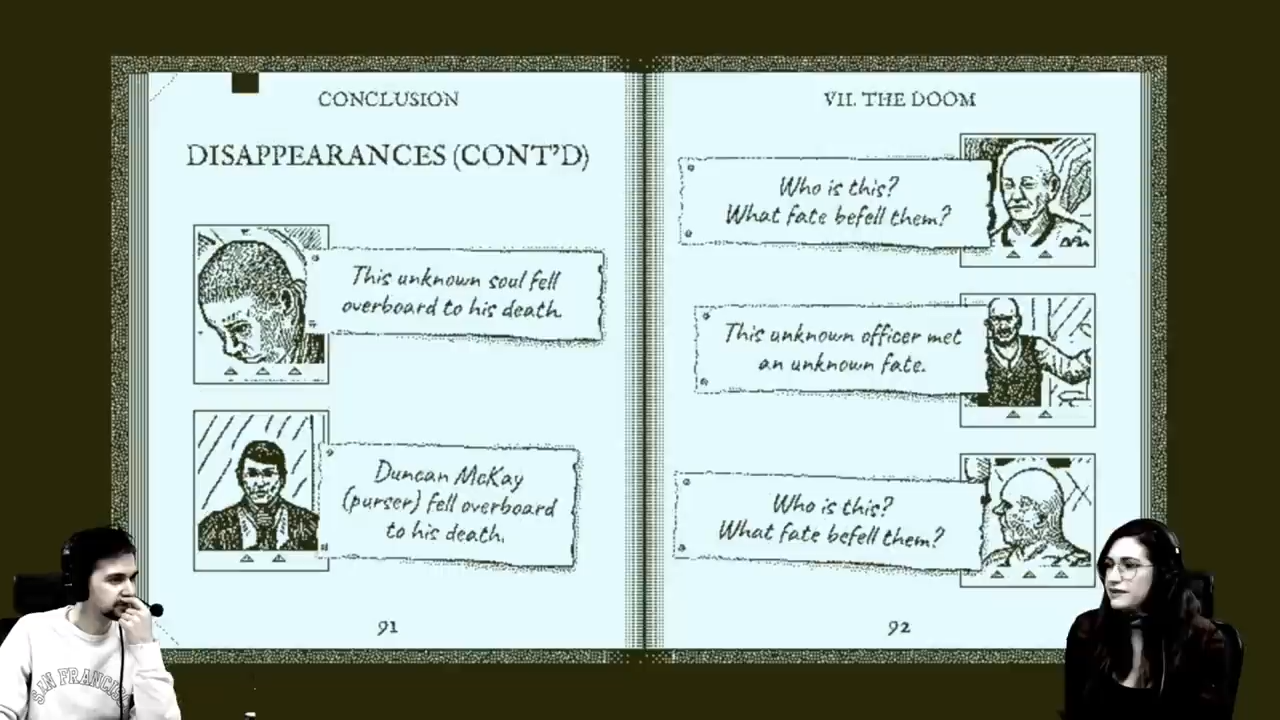 CONCLUSION
DISAPPEARANCES (CONT'D)
This unknown soul fell
overboard to his death.
Duncan McKay
(purser) fell overboard
to his death.
91
VII. THE DOOM
Who is this?
What fate befell them?
This unknown officer met
an unknown fate.
Who is this?
What fate befell them?
92
SAN